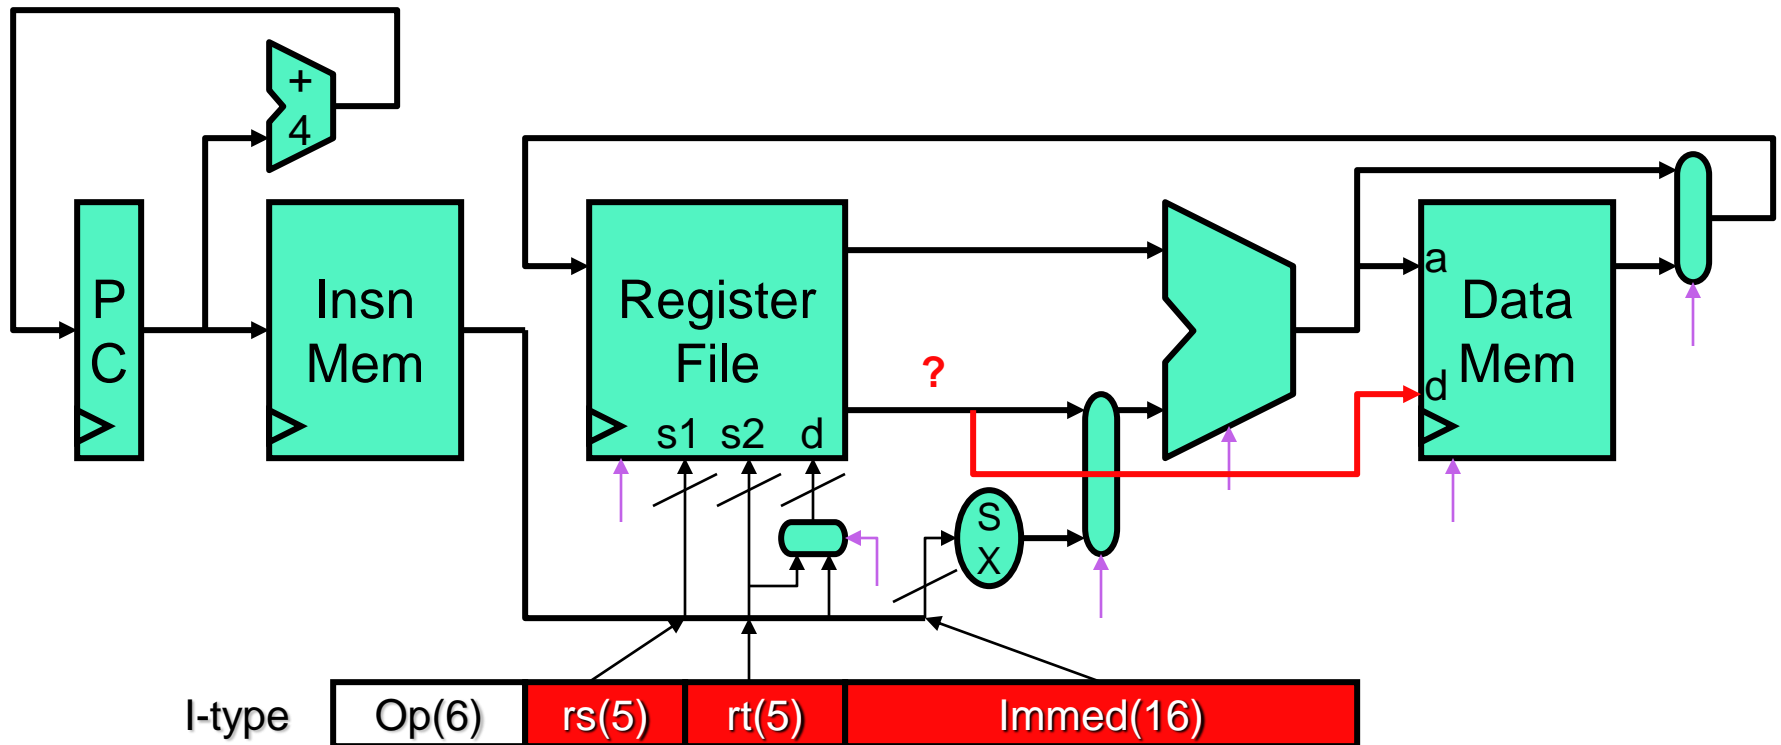 +
4
P
C
Insn
Mem
Register
File
s1 s2 d
?
S
X
a
d
Data
Mem
I-type Op(6) rs(5) rt(5) Immed(16)